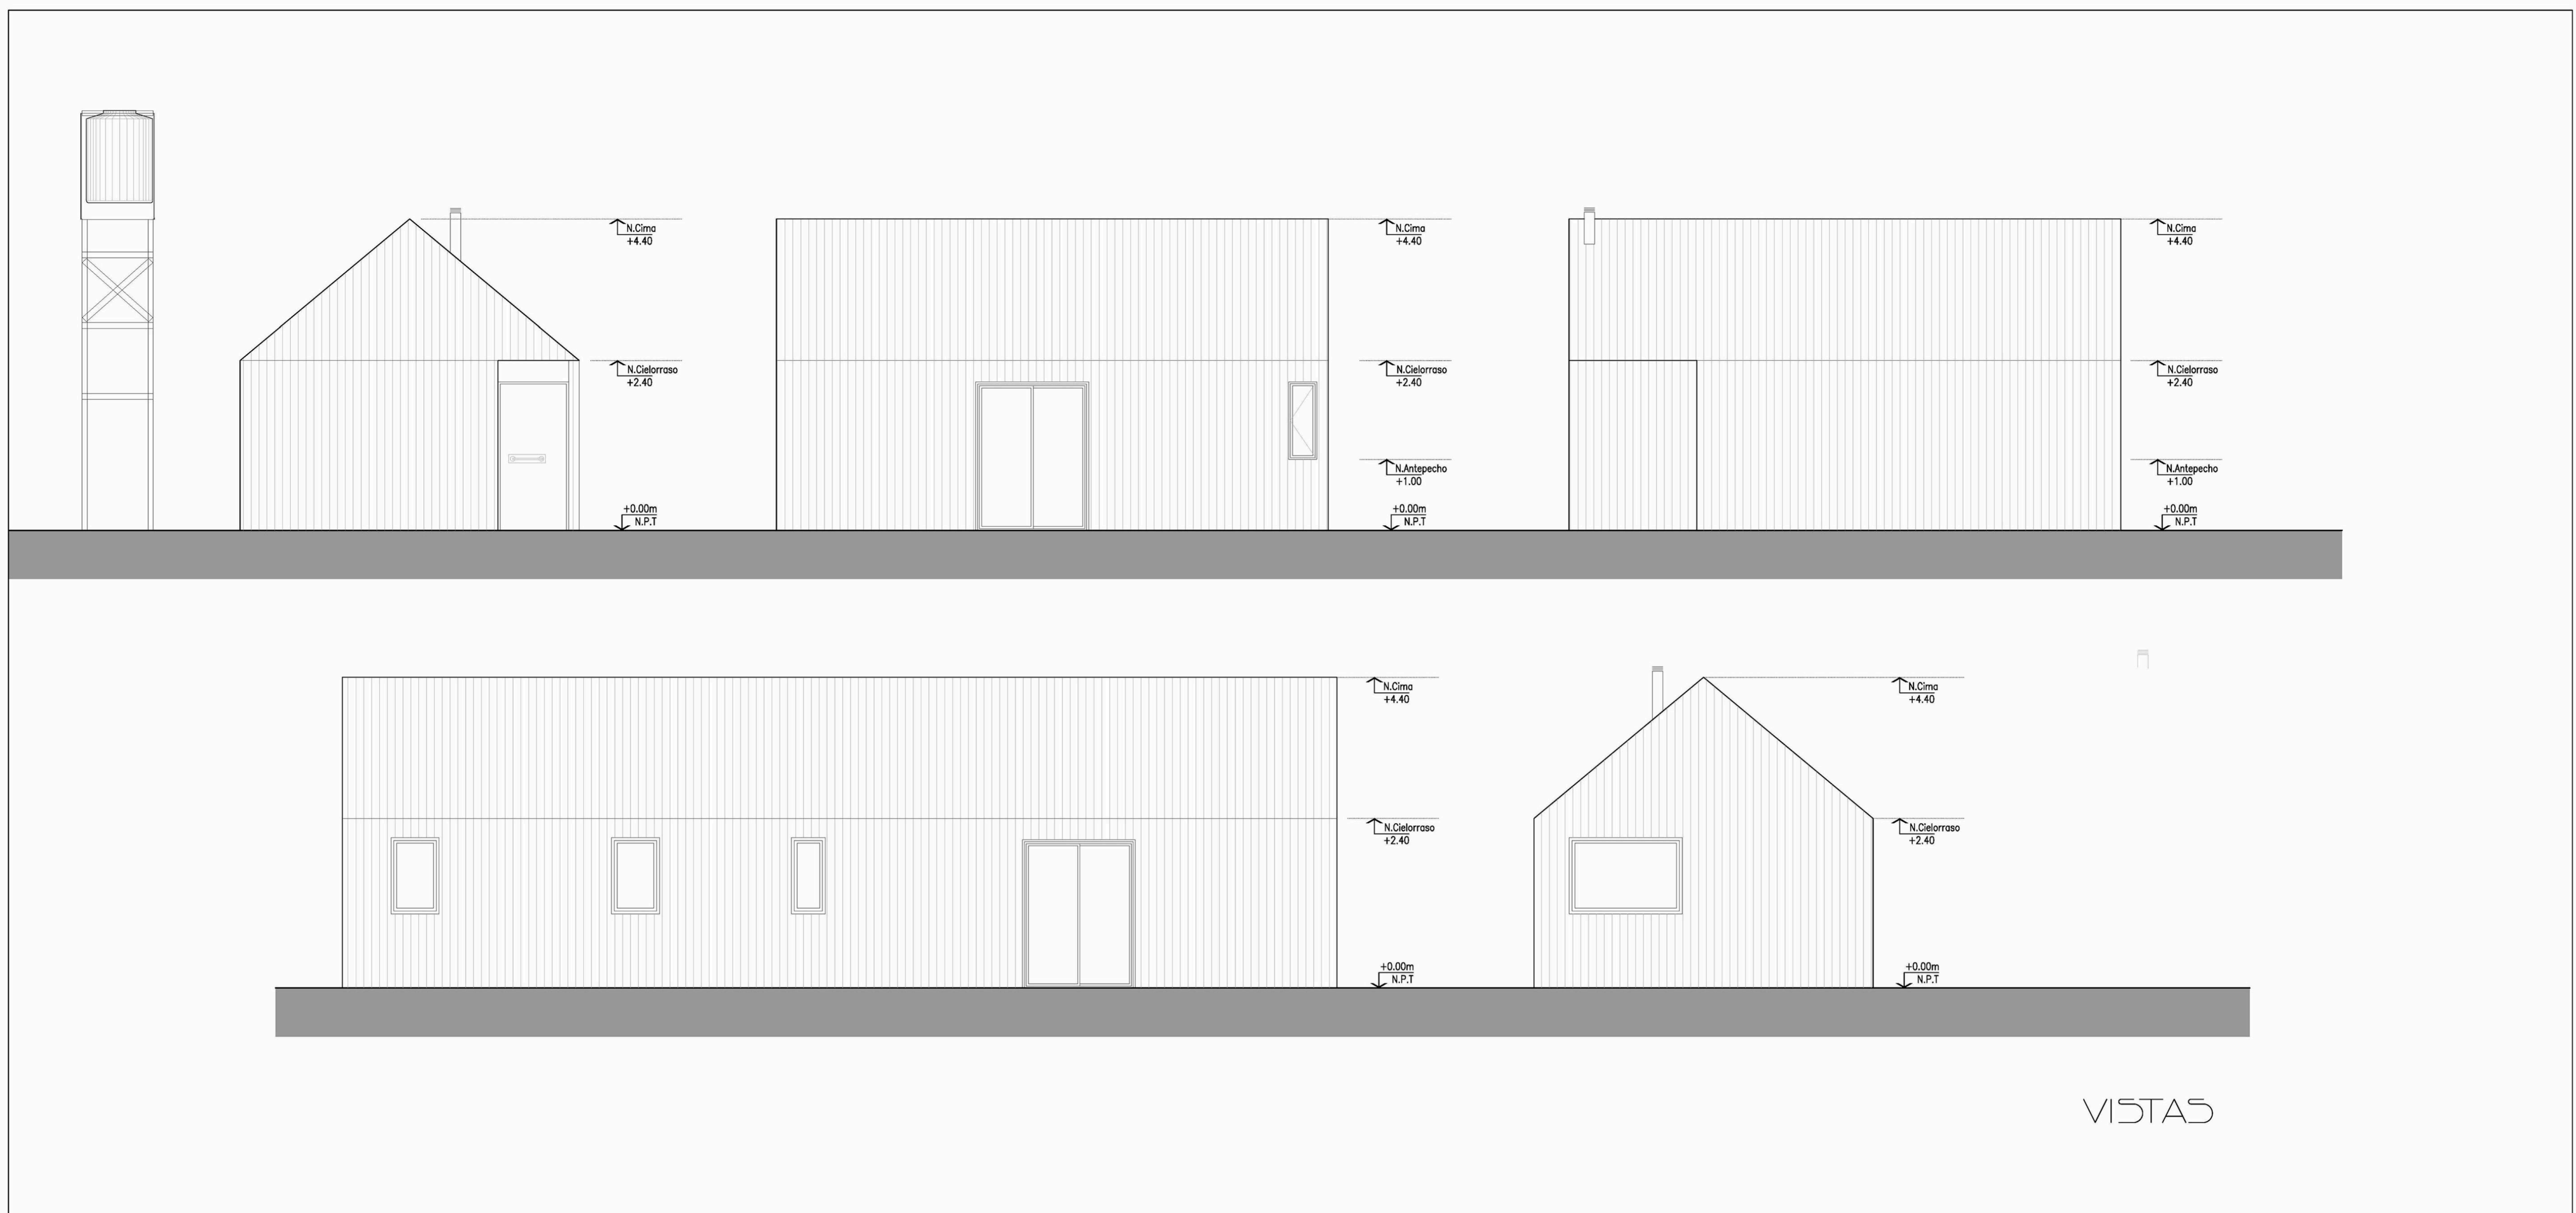 N.Cima
+4.40
N.Cielorraso
+2.40
+0.00m
N.P.T
N.Cima
+4.40
N.Cielorraso
+2.40
N.Antepecho
+1.00
+0.00m
N.P.T
N.Cima
+4.40
N.Cielorraso
+2.40
N.Antepecho
+1.00
+0.00m
N.P.T
N.Cima
+4.40
N.Cielorraso
+2.40
+0.00m
N.P.T
N.Cima
+4.40
N.Cielorraso
+2.40
+0.00m
N.P.T
VISTAS